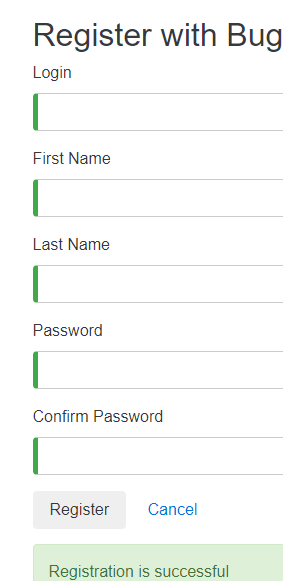 Register with Bug
Login
First Name
Last Name
Password
Confirm Password
Register Cancel
Registration is successful